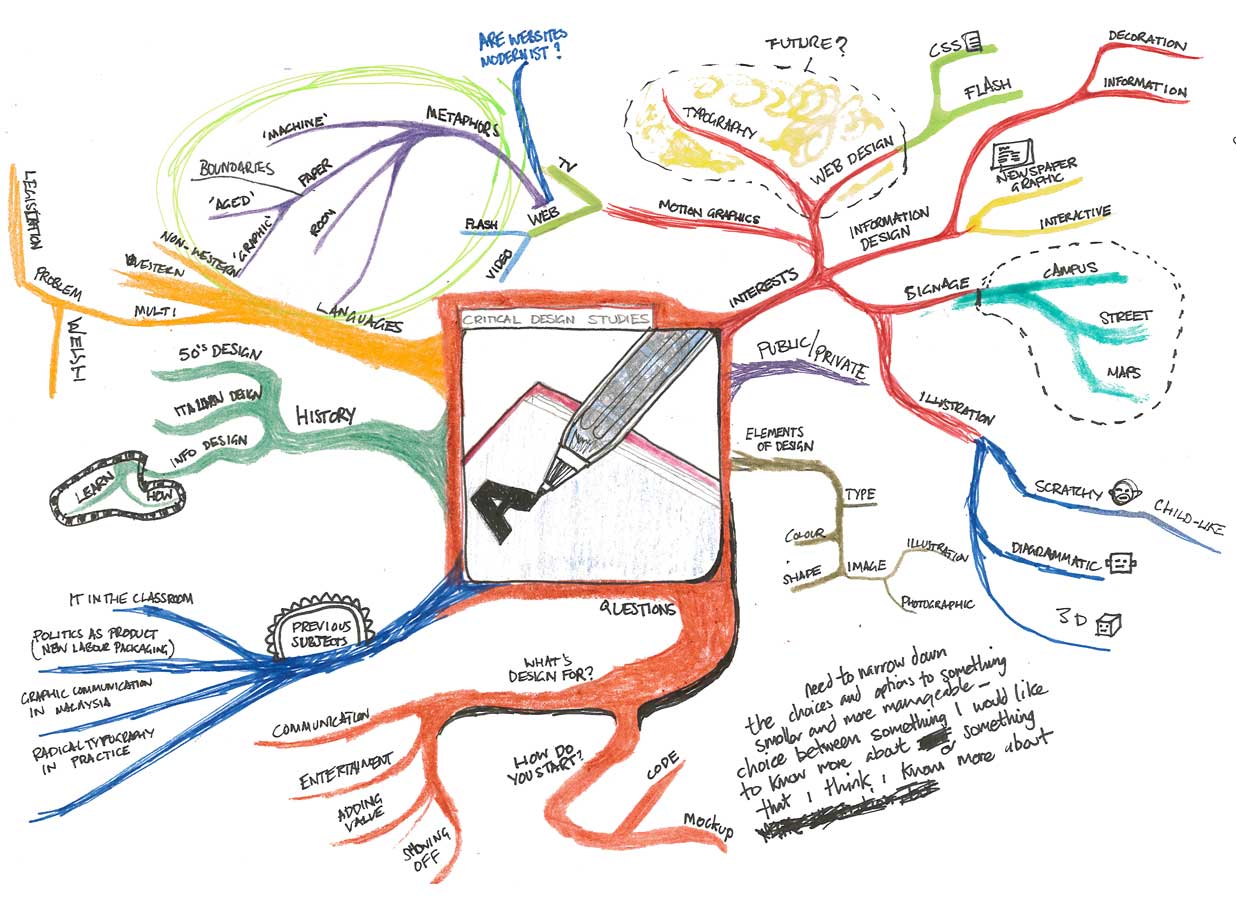 ARE WEBSITES
MODERNIST?
FUTURE?
CSS
FLASH
DECORATION
INFORMATION
TYPOGRAPHY
WEB DESIGN
NEWSPAPER
GRAPHIC
INTERACTIVE
INFORMATION
DESIGN
MOTION GRAPHICS
INTERESTS
SIGNAGE
CAMPUS
STREET
MAPS
ILLUSTRATION
SCRATCHY
CHILD-LIKE
DIAGRAMMATIC
3D
TV
WEB
FLASH
VIDEO
METAPHORS
'MACHINE'
BOUNDARIES
PAPER
'AGED'
'GRAPHIC'
ROOM
LANGUAGES
NON-WESTERN
WESTERN
MULTI
PROBLEM
WELSH
CRITICAL DESIGN STUDIES
A
PUBLIC/
PRIVATE
ELEMENTS
OF DESIGN
TYPE
COLOUR
SHAPE
IMAGE
ILLUSTRATION
PHOTOGRAPHIC
HISTORY
50'S DESIGN
ITALIAN DESIGN
INFO DESIGN
LEARN
HOW
PREVIOUS
SUBJECTS
IT IN THE CLASSROOM
POLITICS AS PRODUCT
(NEW LABOUR PACKAGING)
GRAPHIC COMMUNICATION
IN MALAYSIA
RADICAL TYPOGRAPHY
IN PRACTICE
QUESTIONS
WHAT'S
DESIGN FOR?
COMMUNICATION
ENTERTAIMENT
ADDING
VALUE
SHOWING
OFF
HOW DO
YOU START?
CODE
MOCKUP
need to narrow down
the choices and options to something
smaller and more manageable –
choice between something I would like
to know more about or something
that i think i know more about